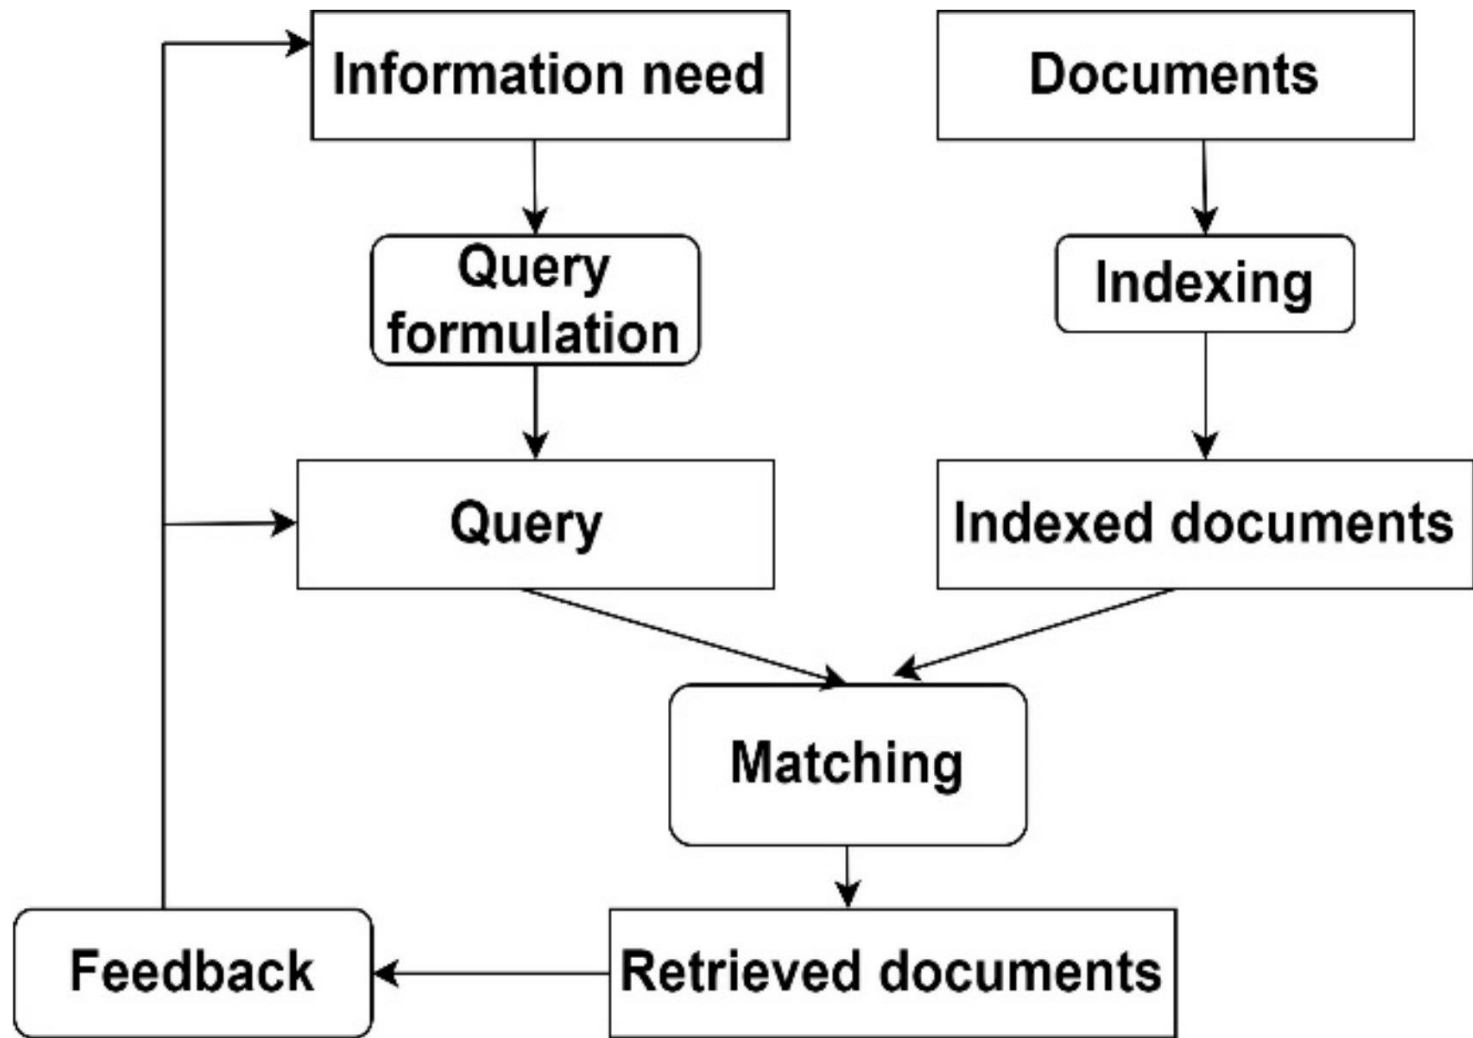 Information need
Documents
Query
formulation
Indexing
Query
Indexed documents
Matching
Feedback
Retrieved documents